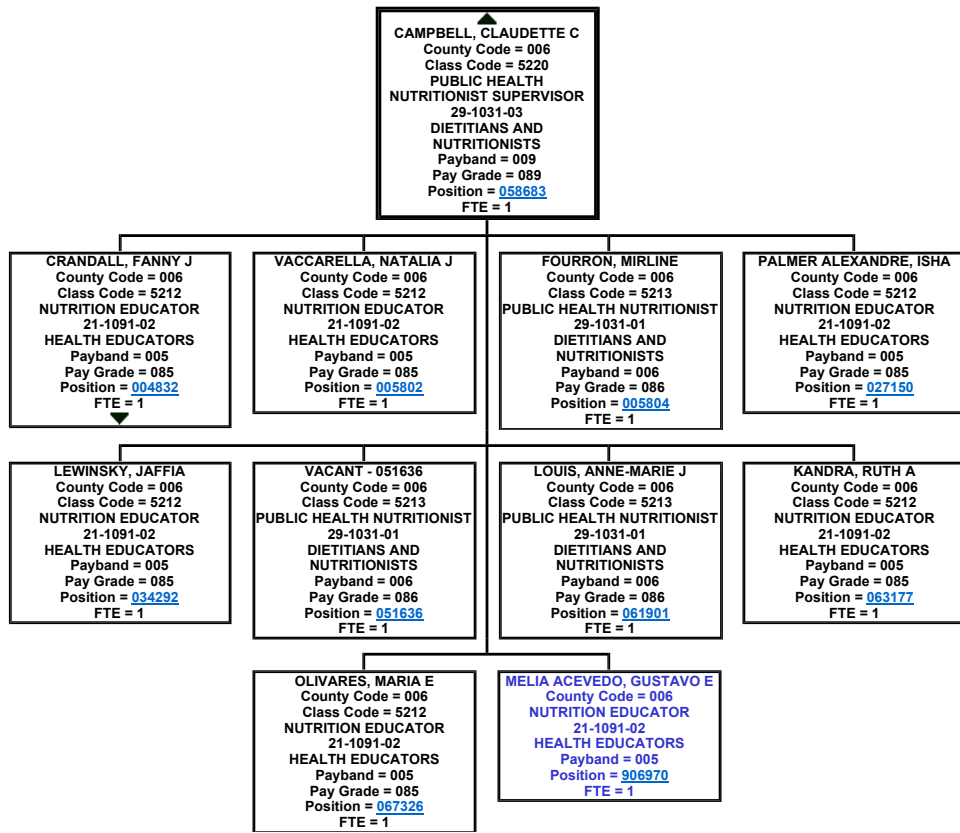 CAMPBELL, CLAUDETTE C
County Code = 006
Class Code = 5220
PUBLIC HEALTH
NUTRITIONIST SUPERVISOR
29-1031-03
DIETITIANS AND
NUTRITIONISTS
Payband = 009
Pay Grade = 089
Position = 058683
FTE = 1
CRANDALL, FANNY J
County Code = 006
Class Code = 5212
NUTRITION EDUCATOR
21-1091-02
HEALTH EDUCATORS
Payband = 005
Pay Grade = 085
Position = 004832
FTE = 1
VACCARELLA, NATALIA J
County Code = 006
Class Code = 5212
NUTRITION EDUCATOR
21-1091-02
HEALTH EDUCATORS
Payband = 005
Pay Grade = 085
Position = 005802
FTE = 1
FOURRON, MIRLINE
County Code = 006
Class Code = 5213
PUBLIC HEALTH NUTRITIONIST
29-1031-01
DIETITIANS AND
NUTRITIONISTS
Payband = 006
Pay Grade = 086
Position = 005804
FTE = 1
PALMER ALEXANDRE, ISHA
County Code = 006
Class Code = 5212
NUTRITION EDUCATOR
21-1091-02
HEALTH EDUCATORS
Payband = 005
Pay Grade = 085
Position = 027150
FTE = 1
LEWINSKY, JAFFIA
County Code = 006
Class Code = 5212
NUTRITION EDUCATOR
21-1091-02
HEALTH EDUCATORS
Payband = 005
Pay Grade = 085
Position = 034292
FTE = 1
VACANT - 051636
County Code = 006
Class Code = 5213
PUBLIC HEALTH NUTRITIONIST
29-1031-01
DIETITIANS AND
NUTRITIONISTS
Payband = 006
Pay Grade = 086
Position = 051636
FTE = 1
LOUIS, ANNE-MARIE J
County Code = 006
Class Code = 5213
PUBLIC HEALTH NUTRITIONIST
29-1031-01
DIETITIANS AND
NUTRITIONISTS
Payband = 006
Pay Grade = 086
Position = 061901
FTE = 1
KANDRA, RUTH A
County Code = 006
Class Code = 5212
NUTRITION EDUCATOR
21-1091-02
HEALTH EDUCATORS
Payband = 005
Pay Grade = 085
Position = 063177
FTE = 1
OLIVARES, MARIA E
County Code = 006
Class Code = 5212
NUTRITION EDUCATOR
21-1091-02
HEALTH EDUCATORS
Payband = 005
Pay Grade = 085
Position = 067326
FTE = 1
MELIA ACEVEDO, GUSTAVO E
County Code = 006
NUTRITION EDUCATOR
21-1091-02
HEALTH EDUCATORS
Payband = 005
Position = 906970
FTE = 1